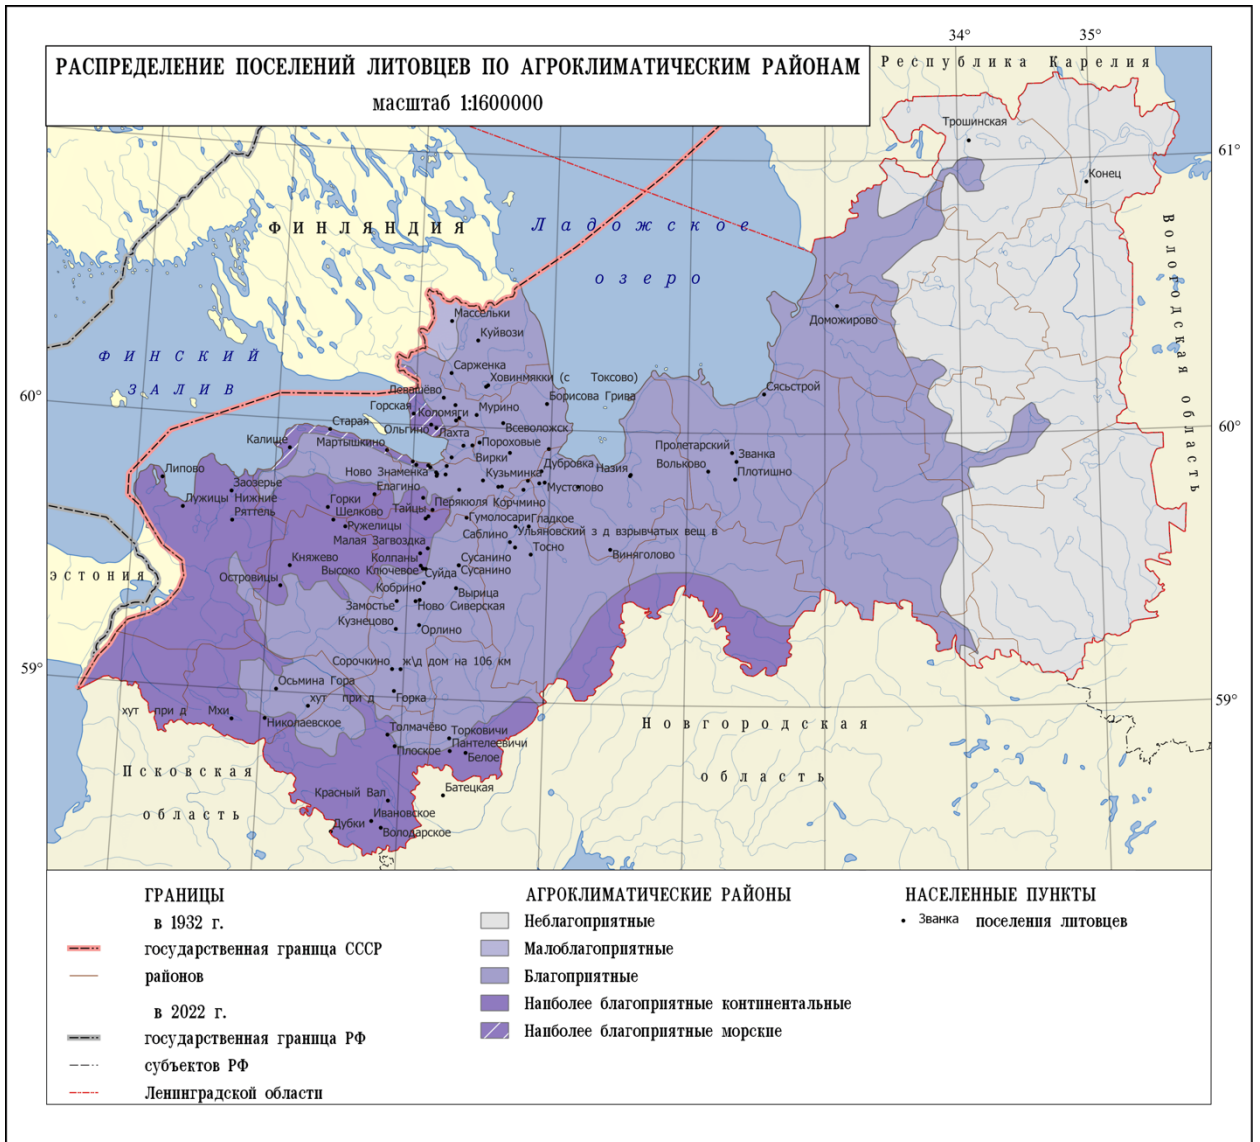 34°
35°
РАСПРЕДЕЛЕНИЕ ПОСЕЛЕНИЙ ЛИТОВЦЕВ ПО АГРОКЛИМАТИЧЕСКИМ РАЙОНАМ
масштаб 1:1600000
Республика Карелия
Трошинская
61°
Конец
Вологодская область
ФИНЛЯНДИЯ
Ладожское
озеро
Массельки
Доможирово
Куйвози
ФИНСКИЙ
ЗАЛИВ
Сарженка
Ховинмякки (с Токсово)
60°
Левашёво
Сясьстрой
Борисова Грива
Горская
Коломяги
Мурино
60°
Старая
Ольгино
Лахта
Всеволожск
Калище
Мартышкино
Пороховые
Пролетарский
Званка
Вирки
Липово
Ново Знаменка
Кузьминка
Дубровка
Назия
Вольково
Плотишно
Заозерье
Елагино
Мустолово
Лужицы
Нижние
Горки
Перякюля
Корчмино
Ряттель
Шелково
Тайцы
Гумолосари
Гладкое
Ружелицы
Ульяновский з д взрывчатых вещ в
Малая Загвоздка
Саблино
Тосно
Виняголово
Княжево
Колпаны
Сусанино
эстония
Островицы
Высоко Ключевое
Суйда
Сусанино
Кобрино
Вырица
Замостье
Ново Сиверская
Кузнецово
Орлино
59°
Сорочкино
ж\д дом на 106 км
Осьмина Гора
хут при д
Горка
59°
хут при д Мхи
Николаевское
Новгородская
область
Толмачёво
Торковичи
Плоское
Пантелеевичи
Белое
Псковская
область
Красный Вал
Батецкая
Ивановское
Дубки
Володарское
ГРАНИЦЫ
в 1932 г.
государственная граница СССР
районов
в 2022 г.
государственная граница РФ
субъектов РФ
Ленинградской области
АГРОКЛИМАТИЧЕСКИЕ РАЙОНЫ
Неблагоприятные
Малоблагоприятные
Благоприятные
Наиболее благоприятные континентальные
Наиболее благоприятные морские
НАСЕЛЕННЫЕ ПУНКТЫ
Званка поселения литовцев